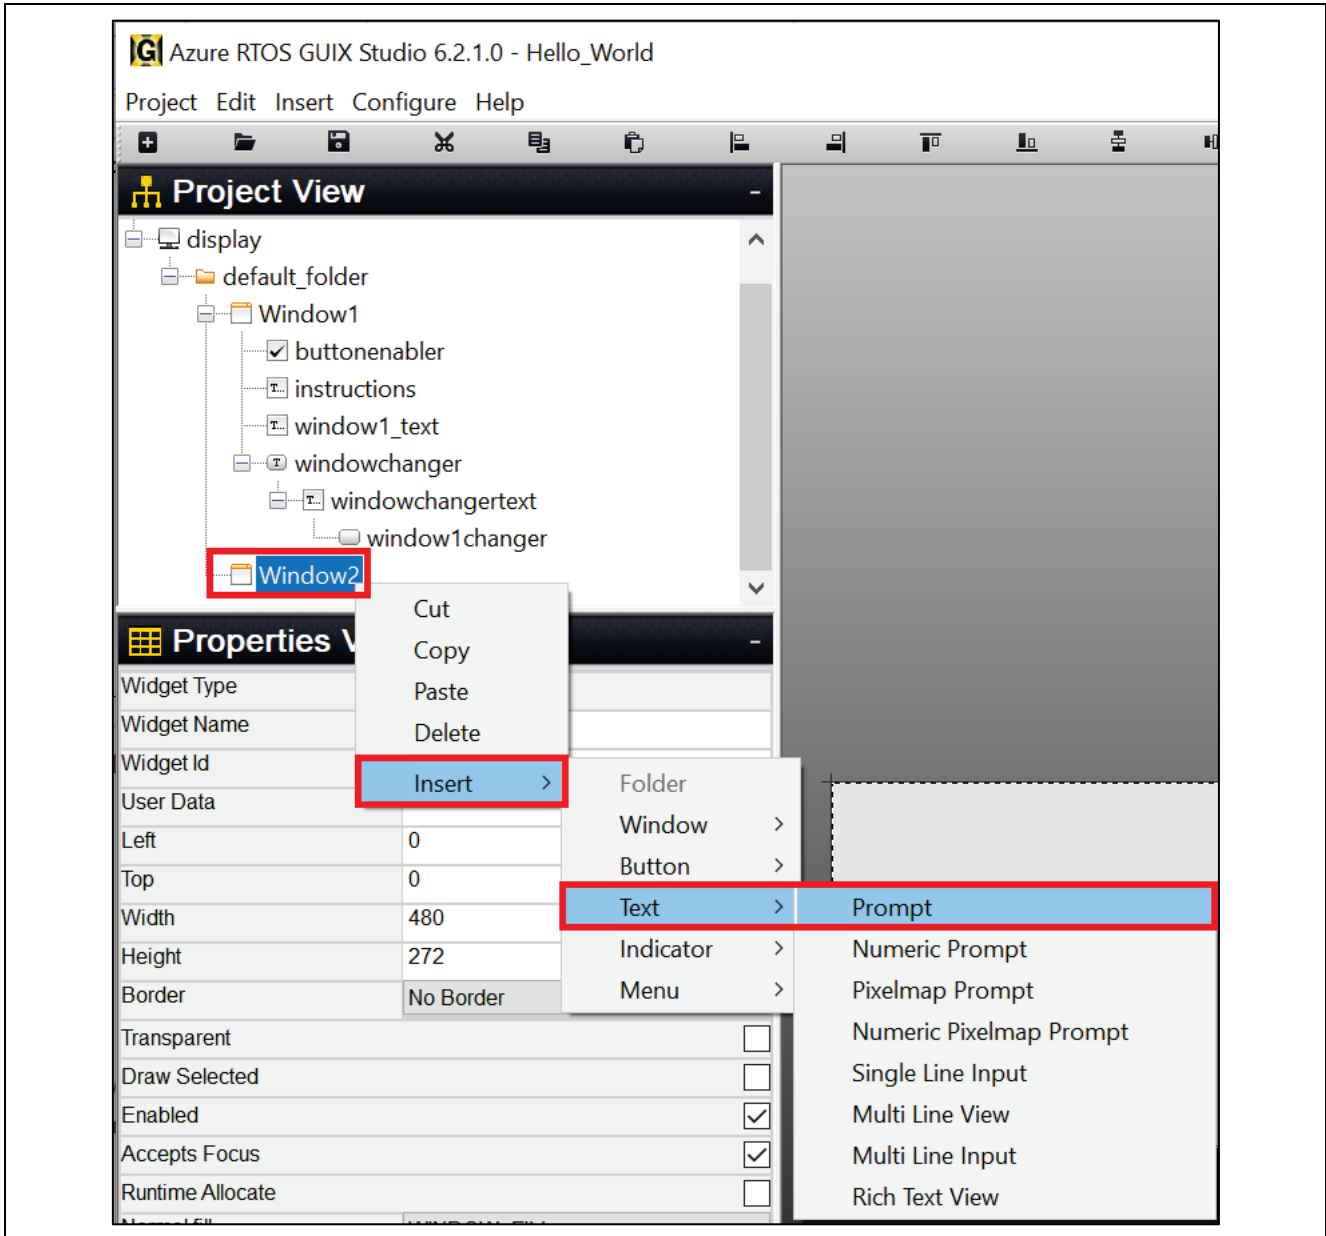 Azure RTOS GUIX Studio 6.2.1.0 - Hello_World
Project Edit Insert Configure Help
Project View
display
default_folder
Window1
buttonenabler
instructions
window1_text
windowchanger
windowchangertext
window1changer
Window2
Cut
Copy
Paste
Delete
Insert
Folder
Window
Button
Text
Indicator
Menu
Prompt
Numeric Prompt
Pixelmap Prompt
Numeric Pixelmap Prompt
Single Line Input
Multi Line View
Multi Line Input
Rich Text View
Properties V
Widget Type
Widget Name
Widget Id
User Data
Left 0
Top 0
Width 480
Height 272
Border No Border
Transparent
Draw Selected
Enabled
Accepts Focus
Runtime Allocate